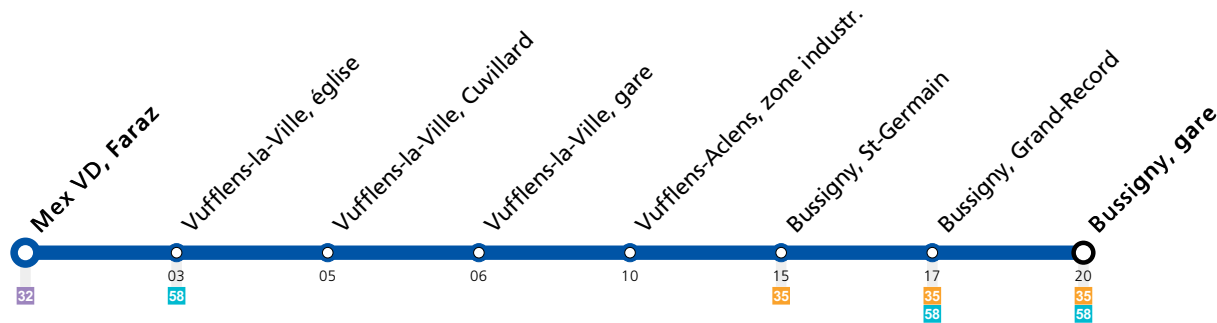 Mex VD, Faraz
Vufflens-la-Ville, église
Vufflens-la-Ville, Cuvillard
Vufflens-la-Ville, gare
Vufflens-Aclens, zone industr.
Bussigny, St-Germain
Bussigny, Grand-Record
Bussigny, gare
03 05 06 10 15 17 20
32 58 35 35 35
58 58